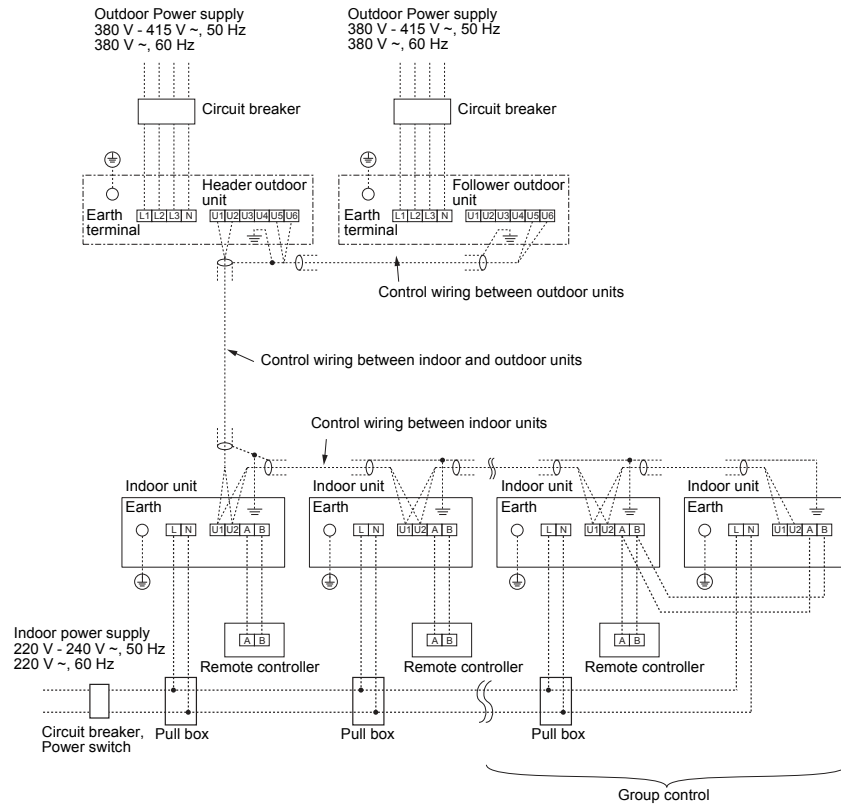 Outdoor Power supply
380 V - 415 V ~, 50 Hz
380 V ~, 60 Hz
Outdoor Power supply
380 V - 415 V ~, 50 Hz
380 V ~, 60 Hz
Circuit breaker
Circuit breaker
Header outdoor
unit
Earth
terminal
L1 L2 L3 N
U1 U2 U3 U4 U5 U6
Follower outdoor
unit
Earth
terminal
L1 L2 L3 N
U1 U2 U3 U4 U5 U6
Control wiring between outdoor units
Control wiring between indoor and outdoor units
Control wiring between indoor units
Indoor unit
Earth
L N
U1 U2 A B
Indoor unit
Earth
L N
U1 U2 A B
Indoor unit
Earth
L N
U1 U2 A B
Indoor unit
Earth
L N
U1 U2 A B
A B
Remote controller
A B
Remote controller
A B
Remote controller
Indoor power supply
220 V - 240 V ~, 50 Hz
220 V ~, 60 Hz
Circuit breaker,
Power switch
Pull box
Pull box
Pull box
Group control